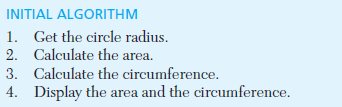 INITIAL ALGORITHM
1. Get the circle radius.
2. Calculate the area.
3. Calculate the circumference.
4. Display the area and the circumference.